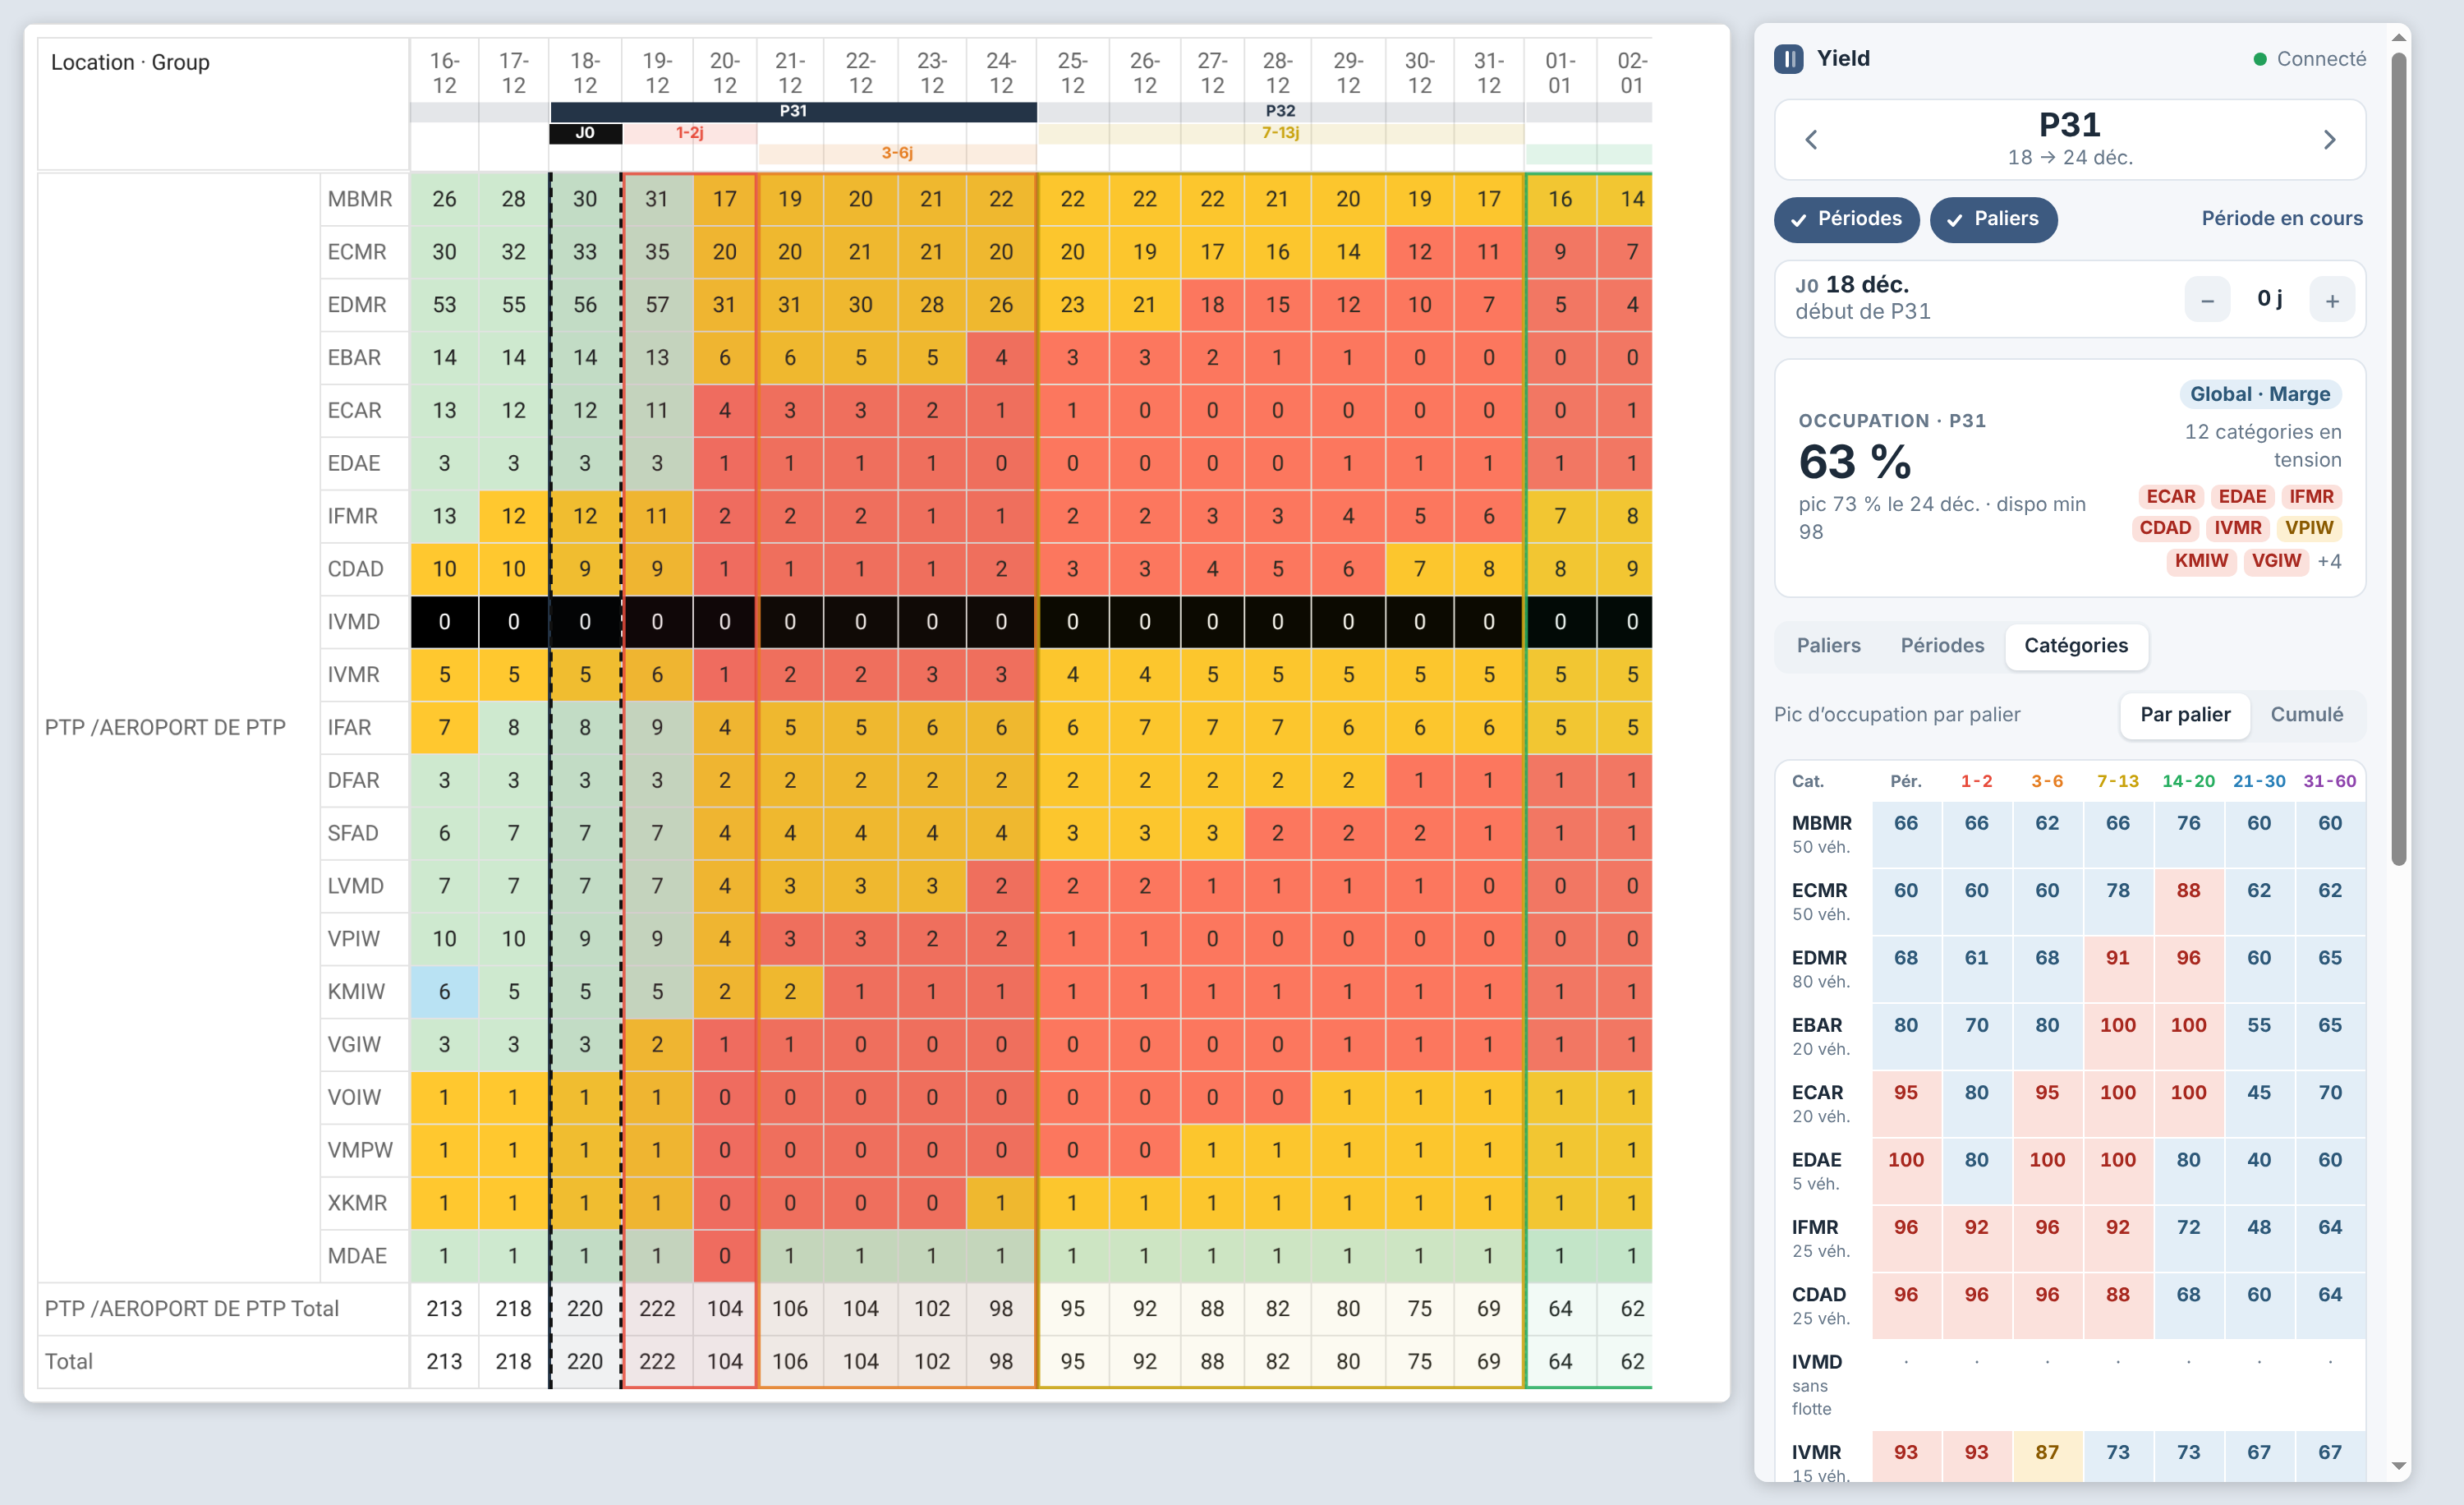 Location · Group
16-12 17-12 18-12 19-12 20-12 21-12 22-12 23-12 24-12 25-12 26-12 27-12 28-12 29-12 30-12 31-12 01-01 02-01
P31 P32
J0 1-2j 7-13j
3-6j
MBMR 26 28 30 31 17 19 20 21 22 22 22 22 21 20 19 17 16 14
ECMR 30 32 33 35 20 20 21 21 20 20 19 17 16 14 12 11 9 7
EDMR 53 55 56 57 31 31 30 28 26 23 21 18 15 12 10 7 5 4
EBAR 14 14 14 13 6 6 5 5 4 3 3 2 1 1 0 0 0 0
ECAR 13 12 12 11 4 3 3 2 1 1 0 0 0 0 0 0 0 1
EDAE 3 3 3 3 1 1 1 1 0 0 0 0 0 1 1 1 1 1
IFMR 13 12 12 11 2 2 2 1 1 2 2 3 3 4 5 6 7 8
CDAD 10 10 9 9 1 1 1 1 2 3 3 4 5 6 7 8 8 9
IVMD 0 0 0 0 0 0 0 0 0 0 0 0 0 0 0 0 0 0
IVMR 5 5 5 6 1 2 2 3 3 4 4 5 5 5 5 5 5 5
PTP /AEROPORT DE PTP IFAR 7 8 8 9 4 5 5 6 6 6 7 7 7 6 6 6 5 5
DFAR 3 3 3 3 2 2 2 2 2 2 2 2 2 2 1 1 1 1
SFAD 6 7 7 7 4 4 4 4 4 3 3 3 2 2 2 1 1 1
LVMD 7 7 7 7 4 3 3 3 2 2 2 1 1 1 1 0 0 0
VPIW 10 10 9 9 4 3 3 2 2 1 1 0 0 0 0 0 0 0
KMIW 6 5 5 5 2 2 1 1 1 1 1 1 1 1 1 1 1 1
VGIW 3 3 3 2 1 1 0 0 0 0 0 0 0 1 1 1 1 1
VOIW 1 1 1 1 0 0 0 0 0 0 0 0 0 1 1 1 1 1
VMPW 1 1 1 1 0 0 0 0 0 0 0 1 1 1 1 1 1 1
XKMR 1 1 1 1 0 0 0 0 1 1 1 1 1 1 1 1 1 1
MDAE 1 1 1 1 0 1 1 1 1 1 1 1 1 1 1 1 1 1
PTP /AEROPORT DE PTP Total 213 218 220 222 104 106 104 102 98 95 92 88 82 80 75 69 64 62
Total 213 218 220 222 104 106 104 102 98 95 92 88 82 80 75 69 64 62
Yield Connecté
P31
18 → 24 déc.
Périodes Paliers Période en cours
J0 18 déc.
début de P31
− 0 j +
OCCUPATION · P31
63 %
pic 73 % le 24 déc. · dispo min
98
Global · Marge
12 catégories en
tension
ECAR EDAE IFMR
CDAD IVMR VPIW
KMIW VGIW +4
Paliers Périodes Catégories
Pic d’occupation par palier Par palier Cumulé
Cat. Pér. 1-2 3-6 7-13 14-20 21-30 31-60
MBMR 66 66 62 66 76 60 60
50 véh.
ECMR 60 60 60 78 88 62 62
50 véh.
EDMR 68 61 68 91 96 60 65
80 véh.
EBAR 80 70 80 100 100 55 65
20 véh.
ECAR 95 80 95 100 100 45 70
20 véh.
EDAE 100 80 100 100 80 40 60
5 véh.
IFMR 96 92 96 92 72 48 64
25 véh.
CDAD 96 96 96 88 68 60 64
25 véh.
IVMD · · · · · · ·
sans
flotte
IVMR 93 93 87 73 73 67 67
15 véh.